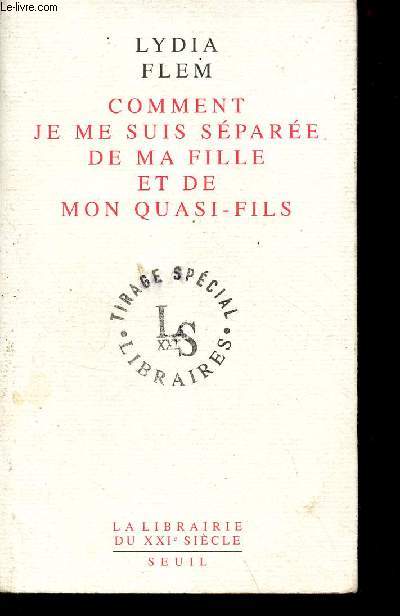 Le-livre.com
LYDIA
FLEM
COMMENT
JE ME SUIS SÉPARÉE
DE MA FILLE
ET DE
MON QUASI-FILS
• TIRAGE SPÉCIAL •
LS
XXI
LIBRAIRES
LA LIBRAIRIE
DU XXIe SIÈCLE
SEUIL